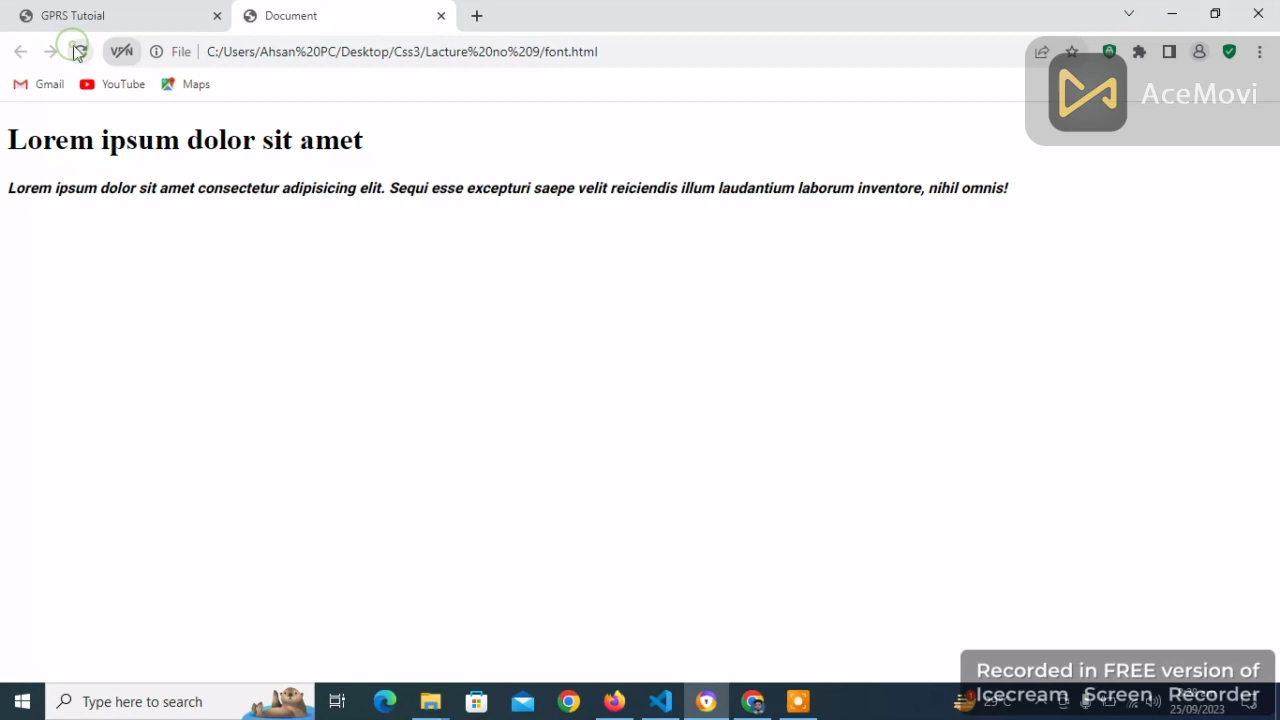 GPRS Tutoial
Document
VPN
File
C:/Users/Ahsan%20PC/Desktop/Css3/Lacture%20no%209/font.html
Gmail
YouTube
Maps
AceMovi
Lorem ipsum dolor sit amet
Lorem ipsum dolor sit amet consectetur adipisicing elit. Sequi esse excepturi saepe velit reiciendis illum laudantium laborum inventore, nihil omnis!
Recorded in FREE version of
Icecream Screen Recorder
Type here to search
25/09/2023